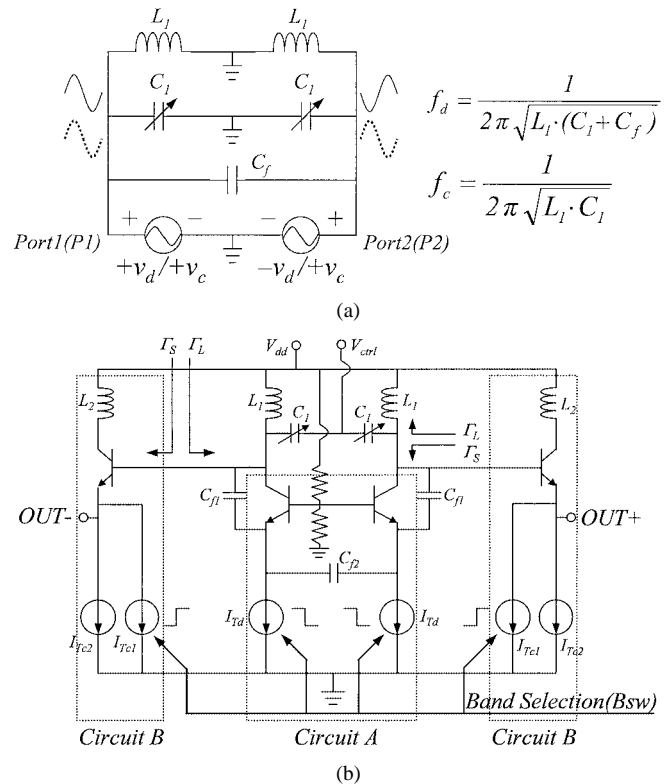 L1 L1
C1 C1
Cf
+ − − +
Port1(P1) Port2(P2)
+vd/+vc −vd/+vc
fd = 1 / 2π√L1·(C1+Cf)
fc = 1 / 2π√L1·C1
(a)
ΓS ΓL Vdd Vctrl
L2 L1 C1 C1 L1 L2
ΓL
ΓS
Cf1 Cf1
OUT- OUT+
Cf2
ITc2 ITc1 ITd ITd ITc1 ITc2
Band Selection(Bsw)
Circuit B Circuit A Circuit B
(b)